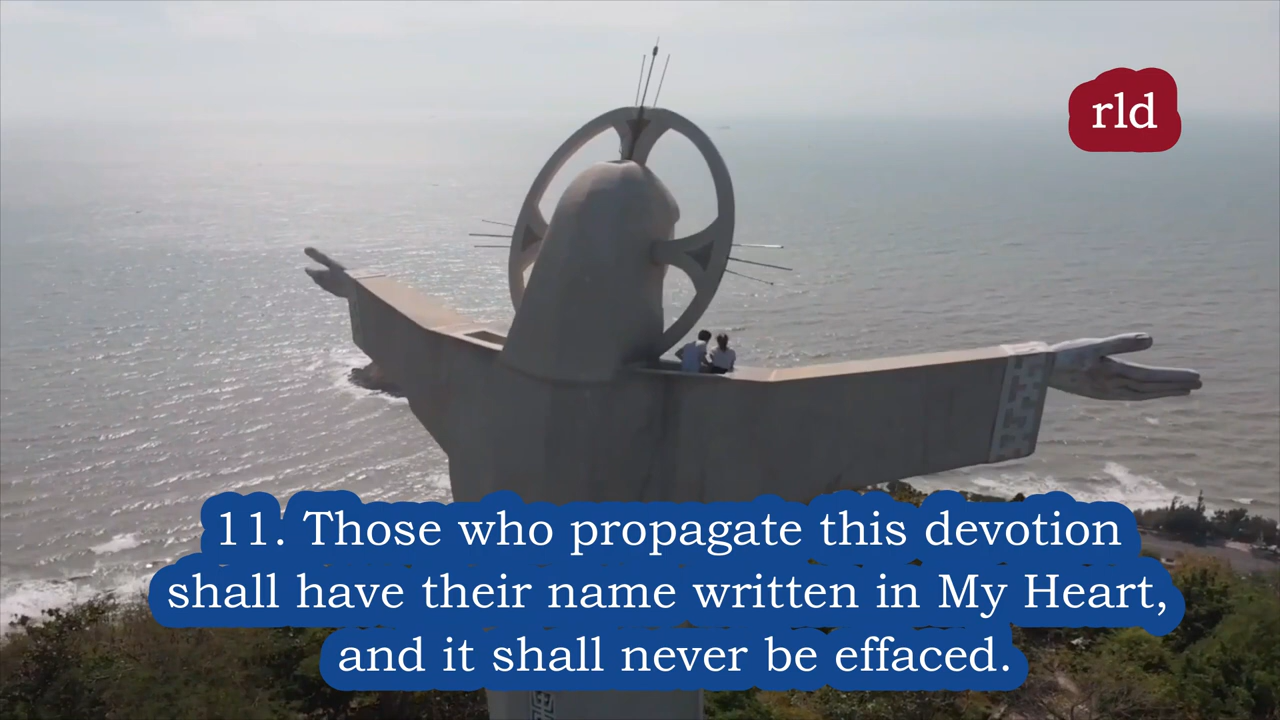 rld
11. Those who propagate this devotion
shall have their name written in My Heart,
and it shall never be effaced.